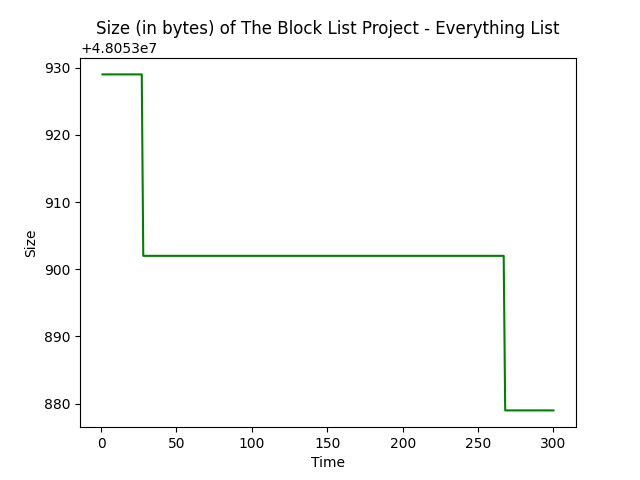 Size (in bytes) of The Block List Project - Everything List
+4.8053e7
930
920
910
900
890
880
Size
0 50 100 150 200 250 300
Time